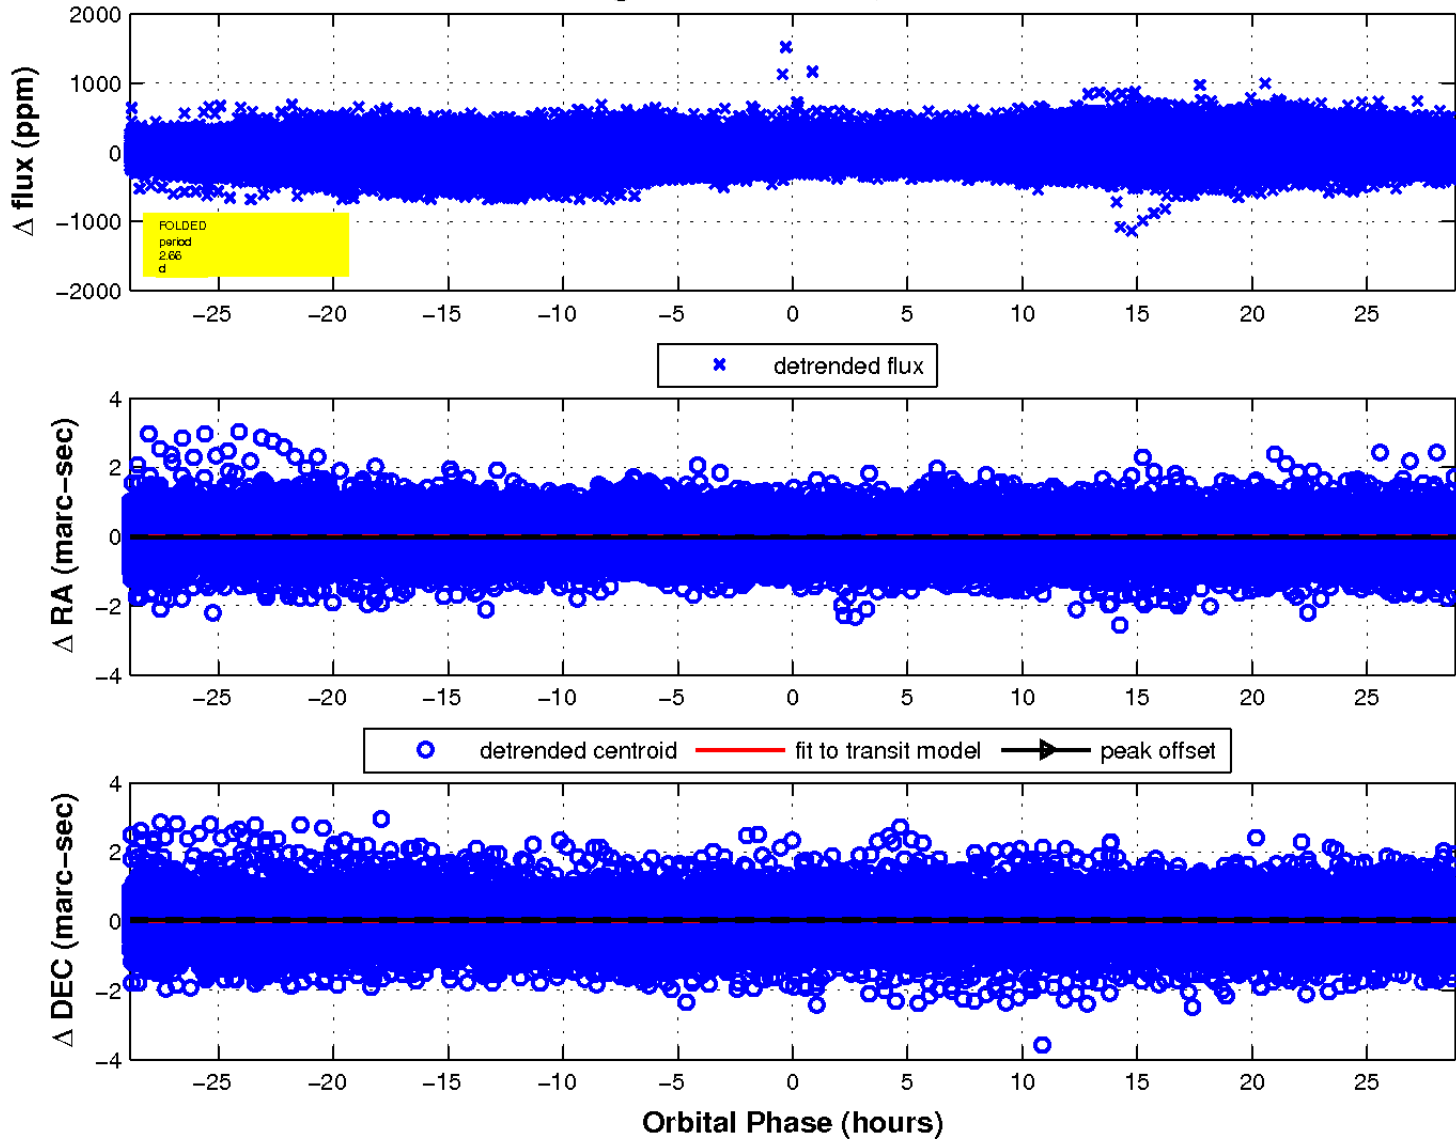 2000
1000
0
−1000
−2000
Δ flux (ppm)
FOLDED
period
2.66
d
−25 −20 −15 −10 −5 0 5 10 15 20 25
detrended flux
4
2
0
−2
−4
Δ RA (marc−sec)
−25 −20 −15 −10 −5 0 5 10 15 20 25
detrended centroid fit to transit model peak offset
4
2
0
−2
−4
Δ DEC (marc−sec)
−25 −20 −15 −10 −5 0 5 10 15 20 25
Orbital Phase (hours)